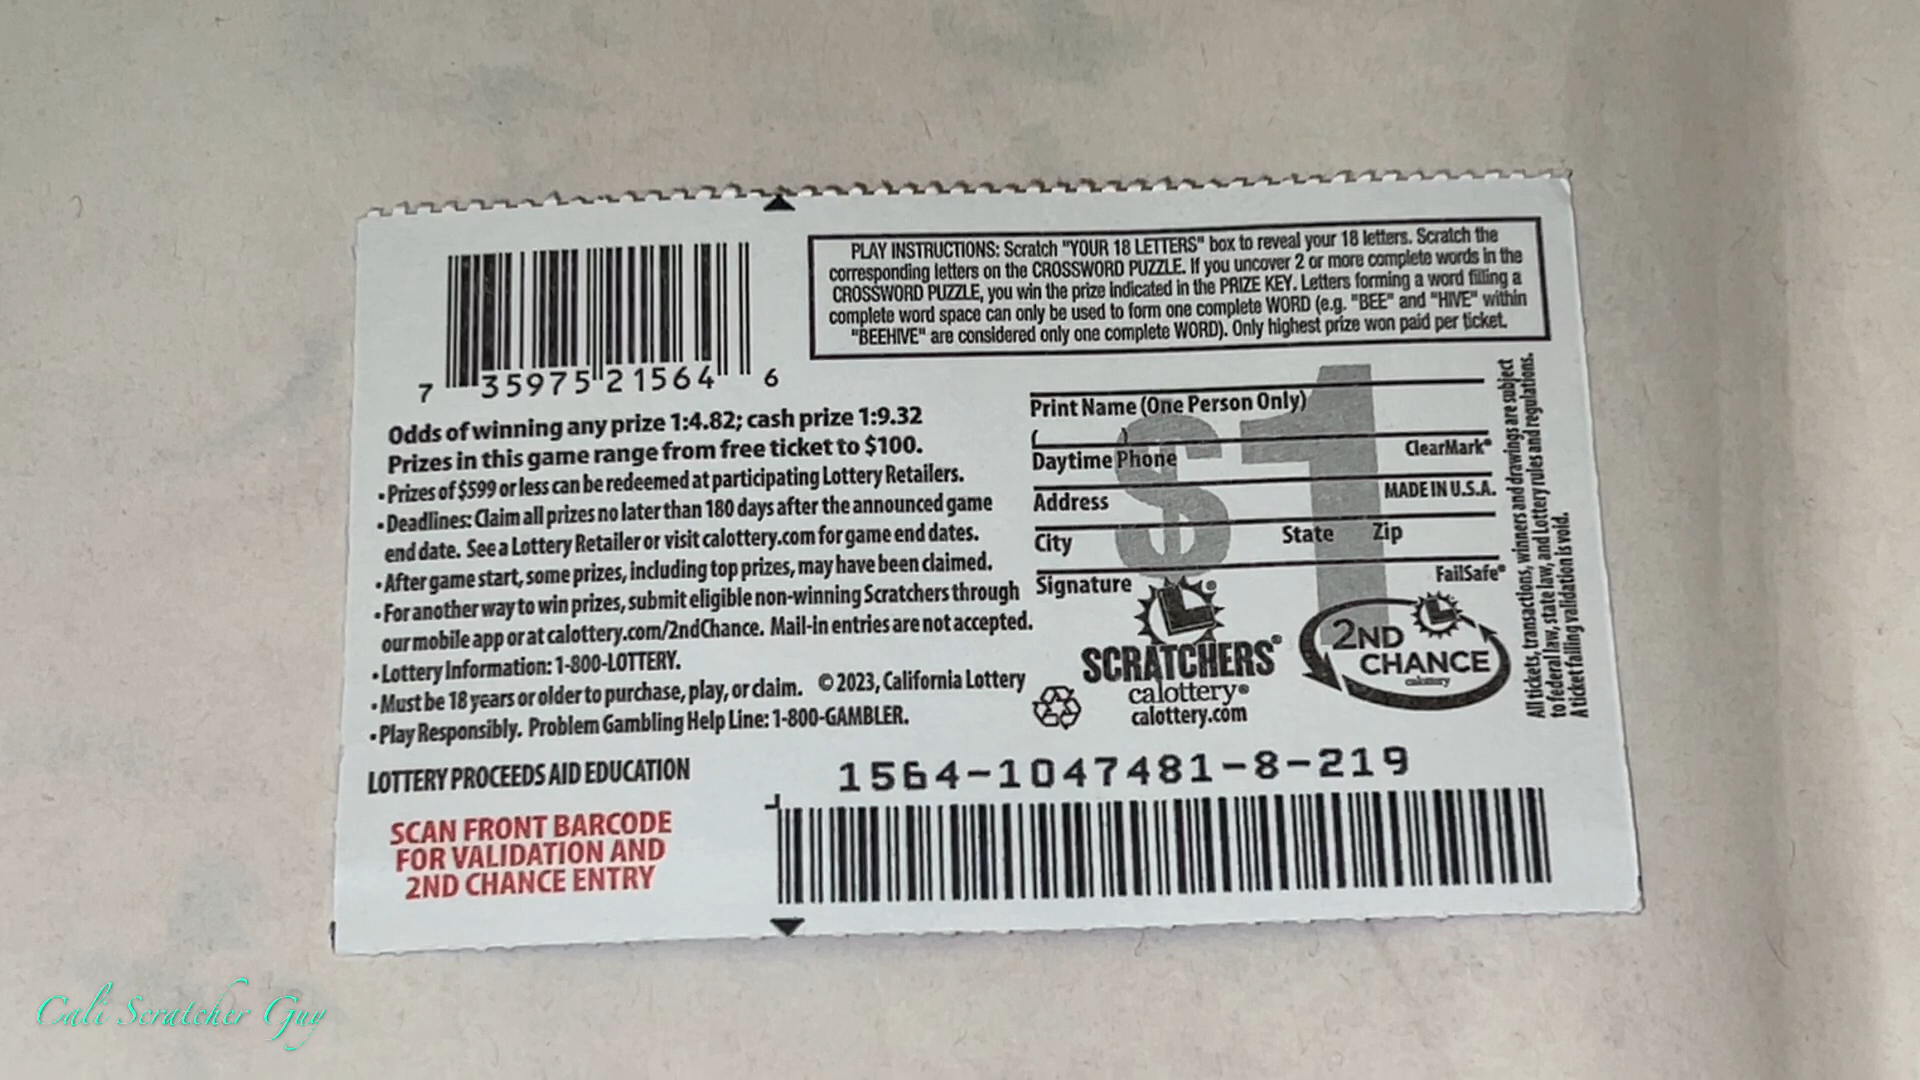 PLAY INSTRUCTIONS: Scratch "YOUR 18 LETTERS" box to reveal your 18 letters. Scratch the
corresponding letters on the CROSSWORD PUZZLE. If you uncover 2 or more complete words in the
CROSSWORD PUZZLE, you win the prize indicated in the PRIZE KEY. Letters forming a word filling a
complete word space can only be used to form one complete WORD (e.g. "BEE" and "HIVE" within
"BEEHIVE" are considered only one complete WORD). Only highest prize won paid per ticket.
7 35975 21564 6
Odds of winning any prize 1:4.82; cash prize 1:9.32
Prizes in this game range from free ticket to $100.
• Prizes of $599 or less can be redeemed at participating Lottery Retailers.
• Deadlines: Claim all prizes no later than 180 days after the announced game
end date. See a Lottery Retailer or visit calottery.com for game end dates.
• After game start, some prizes, including top prizes, may have been claimed.
• For another way to win prizes, submit eligible non-winning Scratchers through
our mobile app or at calottery.com/2ndChance. Mail-in entries are not accepted.
• Lottery Information: 1-800-LOTTERY.
• Must be 18 years or older to purchase, play, or claim. © 2023, California Lottery
• Play Responsibly. Problem Gambling Help Line: 1-800-GAMBLER.
LOTTERY PROCEEDS AID EDUCATION
SCAN FRONT BARCODE
FOR VALIDATION AND
2ND CHANCE ENTRY
$1
Print Name (One Person Only)
( )
Daytime Phone ClearMark®
Address MADE IN U.S.A.
City State Zip
Signature FailSafe®
SCRATCHERS®
calottery®
calottery.com
2ND
CHANCE
calottery
All tickets, transactions, winners and drawings are subject
to federal law, state law, and Lottery rules and regulations.
A ticket failing validation is void.
1564-1047481-8-219
Cali Scratcher Guy